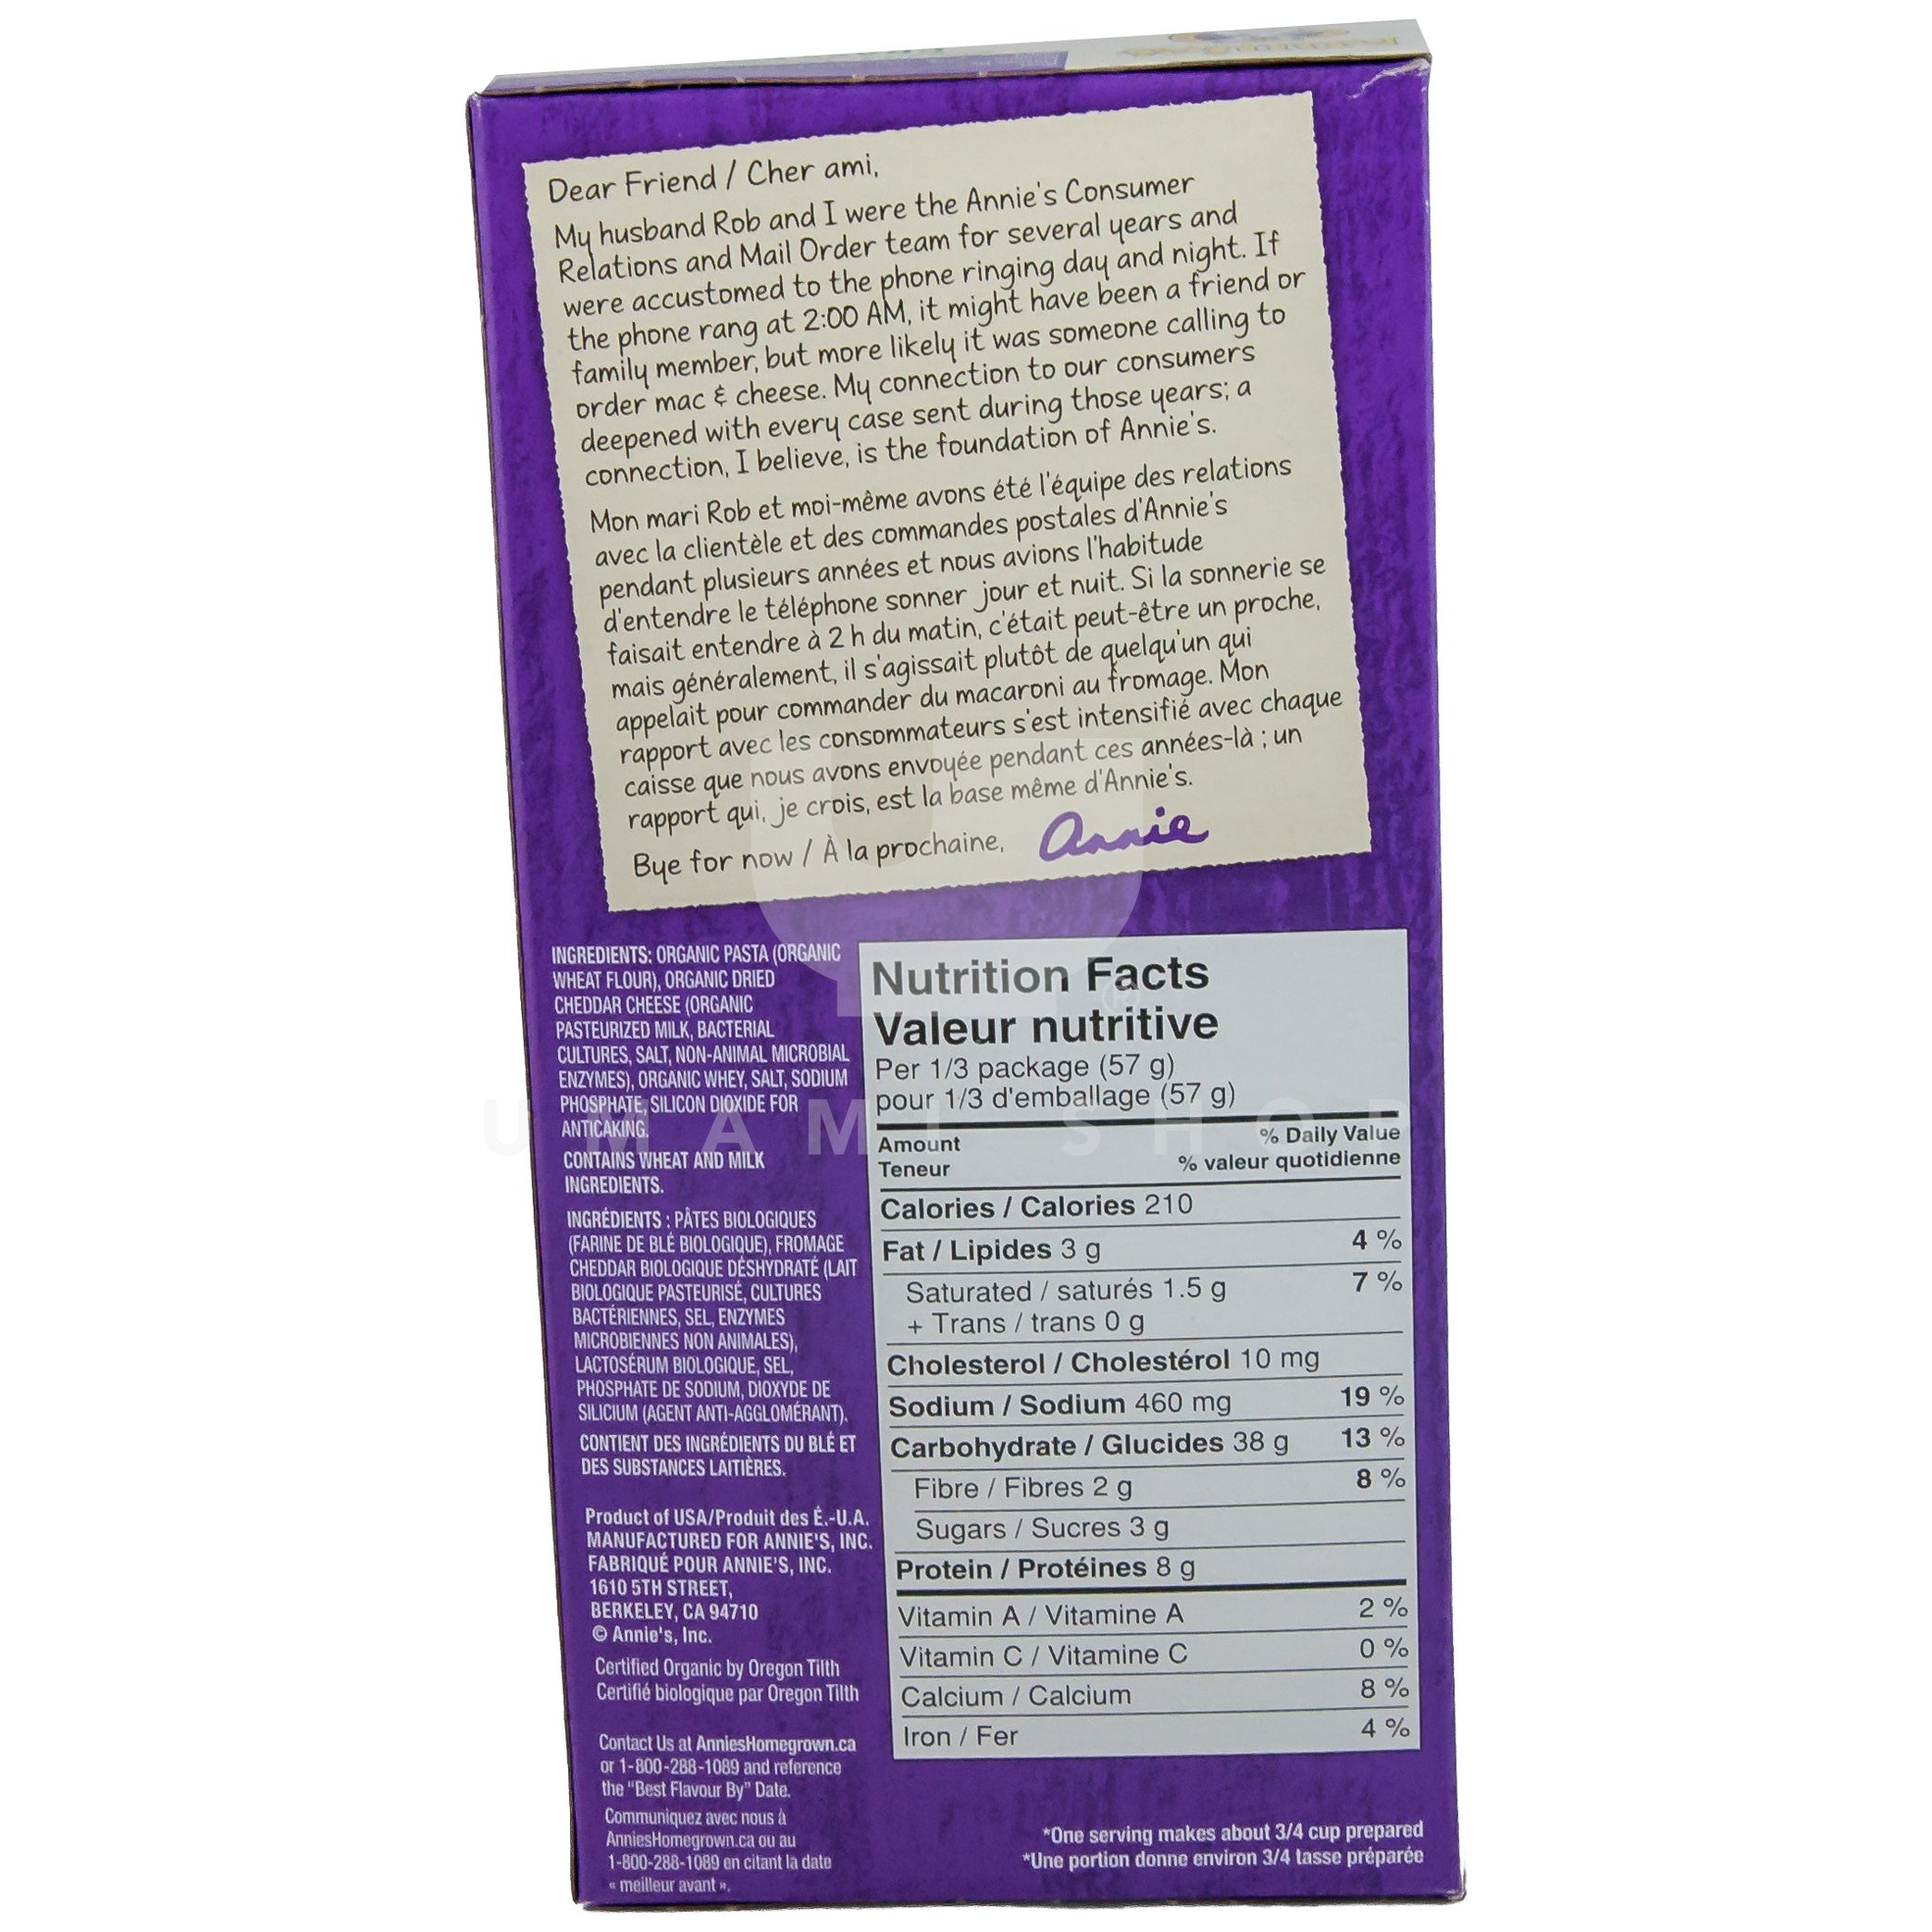 Dear Friend / Cher ami,
My husband Rob and I were the Annie's Consumer
Relations and Mail Order team for several years and
were accustomed to the phone ringing day and night. If
the phone rang at 2:00 AM, it might have been a friend or
family member, but more likely it was someone calling to
order mac & cheese. My connection to our consumers
deepened with every case sent during those years; a
connection, I believe, is the foundation of Annie's.
Mon mari Rob et moi-même avons été l'équipe des relations
avec la clientèle et des commandes postales d'Annie's
pendant plusieurs années et nous avions l'habitude
d'entendre le téléphone sonner jour et nuit. Si la sonnerie se
faisait entendre à 2 h du matin, c'était peut-être un proche,
mais généralement, il s'agissait plutôt de quelqu'un qui
appelait pour commander du macaroni au fromage. Mon
rapport avec les consommateurs s'est intensifié avec chaque
caisse que nous avons envoyée pendant ces années-là ; un
rapport qui, je crois, est la base même d'Annie's.
Bye for now / À la prochaine, Annie
INGREDIENTS: ORGANIC PASTA (ORGANIC
WHEAT FLOUR), ORGANIC DRIED
CHEDDAR CHEESE (ORGANIC
PASTEURIZED MILK, BACTERIAL
CULTURES, SALT, NON-ANIMAL MICROBIAL
ENZYMES), ORGANIC WHEY, SALT, SODIUM
PHOSPHATE, SILICON DIOXIDE FOR
ANTICAKING.
CONTAINS WHEAT AND MILK
INGREDIENTS.
INGRÉDIENTS : PÂTES BIOLOGIQUES
(FARINE DE BLÉ BIOLOGIQUE), FROMAGE
CHEDDAR BIOLOGIQUE DÉSHYDRATÉ (LAIT
BIOLOGIQUE PASTEURISÉ, CULTURES
BACTÉRIENNES, SEL, ENZYMES
MICROBIENNES NON ANIMALES),
LACTOSÉRUM BIOLOGIQUE, SEL,
PHOSPHATE DE SODIUM, DIOXYDE DE
SILICIUM (AGENT ANTI-AGGLOMÉRANT).
CONTIENT DES INGRÉDIENTS DU BLÉ ET
DES SUBSTANCES LAITIÈRES.
Product of USA/Produit des É.-U.A.
MANUFACTURED FOR ANNIE'S, INC.
FABRIQUÉ POUR ANNIE'S, INC.
1610 5TH STREET,
BERKELEY, CA 94710
© Annie's, Inc.
Certified Organic by Oregon Tilth
Certifié biologique par Oregon Tilth
Contact Us at AnniesHomegrown.ca
or 1-800-288-1089 and reference
the "Best Flavour By" Date.
Communiquez avec nous à
AnniesHomegrown.ca ou au
1-800-288-1089 en citant la date
« meilleur avant ».
Nutrition Facts
Valeur nutritive
Per 1/3 package (57 g)
pour 1/3 d'emballage (57 g)
Amount % Daily Value
Teneur % valeur quotidienne
Calories / Calories 210
Fat / Lipides 3 g 4 %
Saturated / saturés 1.5 g 7 %
+ Trans / trans 0 g
Cholesterol / Cholestérol 10 mg
Sodium / Sodium 460 mg 19 %
Carbohydrate / Glucides 38 g 13 %
Fibre / Fibres 2 g 8 %
Sugars / Sucres 3 g
Protein / Protéines 8 g
Vitamin A / Vitamine A 2 %
Vitamin C / Vitamine C 0 %
Calcium / Calcium 8 %
Iron / Fer 4 %
*One serving makes about 3/4 cup prepared
*Une portion donne environ 3/4 tasse préparée
UMAMI SHOP
®